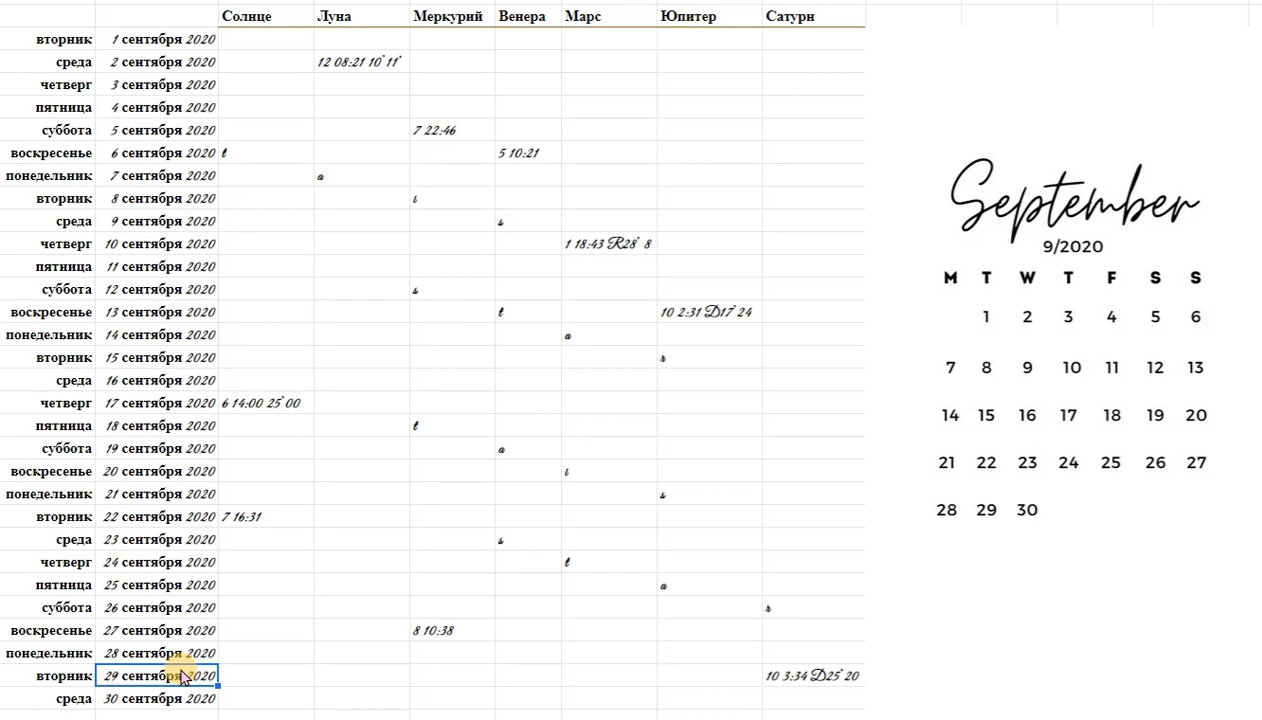 Солнце Луна Меркурий Венера Марс Юпитер Сатурн
вторник 1 сентября 2020
среда 2 сентября 2020 12 08:21 10° 11'
четверг 3 сентября 2020
пятница 4 сентября 2020
суббота 5 сентября 2020 7 22:46
воскресенье 6 сентября 2020 t 5 10:21
понедельник 7 сентября 2020 a
вторник 8 сентября 2020 i
среда 9 сентября 2020 s
четверг 10 сентября 2020 1 18:43 R28° 8
пятница 11 сентября 2020
суббота 12 сентября 2020 s
воскресенье 13 сентября 2020 t 10 2:31 D17° 24
понедельник 14 сентября 2020 a
вторник 15 сентября 2020 r
среда 16 сентября 2020
четверг 17 сентября 2020 6 14:00 25° 00
пятница 18 сентября 2020 t
суббота 19 сентября 2020 a
воскресенье 20 сентября 2020 i
понедельник 21 сентября 2020 s
вторник 22 сентября 2020 7 16:31
среда 23 сентября 2020 s
четверг 24 сентября 2020 t
пятница 25 сентября 2020 a
суббота 26 сентября 2020 r
воскресенье 27 сентября 2020 8 10:38
понедельник 28 сентября 2020
вторник 29 сентября 2020 10 3:34 D25° 20
среда 30 сентября 2020
September
9/2020
M T W T F S S
1 2 3 4 5 6
7 8 9 10 11 12 13
14 15 16 17 18 19 20
21 22 23 24 25 26 27
28 29 30